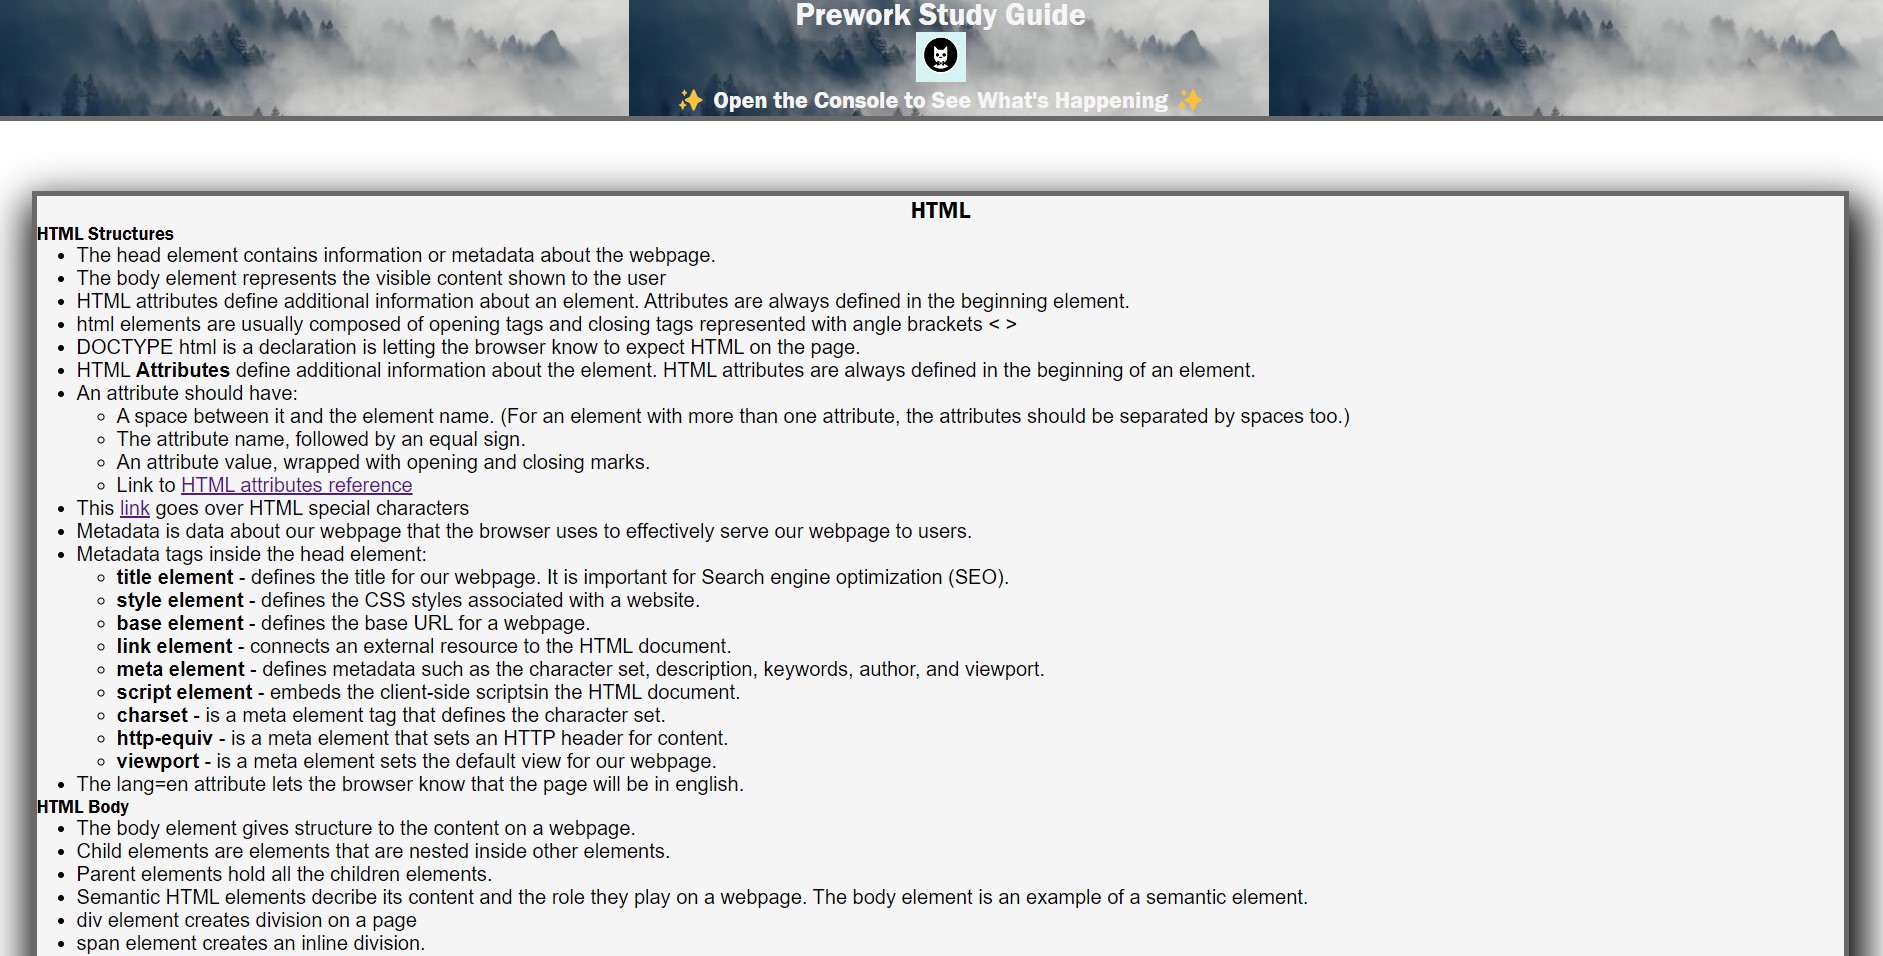 Prework Study Guide
✨ Open the Console to See What's Happening ✨
HTML
HTML Structures
• The head element contains information or metadata about the webpage.
• The body element represents the visible content shown to the user
• HTML attributes define additional information about an element. Attributes are always defined in the beginning element.
• html elements are usually composed of opening tags and closing tags represented with angle brackets < >
• DOCTYPE html is a declaration is letting the browser know to expect HTML on the page.
• HTML Attributes define additional information about the element. HTML attributes are always defined in the beginning of an element.
• An attribute should have:
◦ A space between it and the element name. (For an element with more than one attribute, the attributes should be separated by spaces too.)
◦ The attribute name, followed by an equal sign.
◦ An attribute value, wrapped with opening and closing marks.
◦ Link to HTML attributes reference
• This link goes over HTML special characters
• Metadata is data about our webpage that the browser uses to effectively serve our webpage to users.
• Metadata tags inside the head element:
◦ title element - defines the title for our webpage. It is important for Search engine optimization (SEO).
◦ style element - defines the CSS styles associated with a website.
◦ base element - defines the base URL for a webpage.
◦ link element - connects an external resource to the HTML document.
◦ meta element - defines metadata such as the character set, description, keywords, author, and viewport.
◦ script element - embeds the client-side scriptsin the HTML document.
◦ charset - is a meta element tag that defines the character set.
◦ http-equiv - is a meta element that sets an HTTP header for content.
◦ viewport - is a meta element sets the default view for our webpage.
• The lang=en attribute lets the browser know that the page will be in english.
HTML Body
• The body element gives structure to the content on a webpage.
• Child elements are elements that are nested inside other elements.
• Parent elements hold all the children elements.
• Semantic HTML elements decribe its content and the role they play on a webpage. The body element is an example of a semantic element.
• div element creates division on a page
• span element creates an inline division.